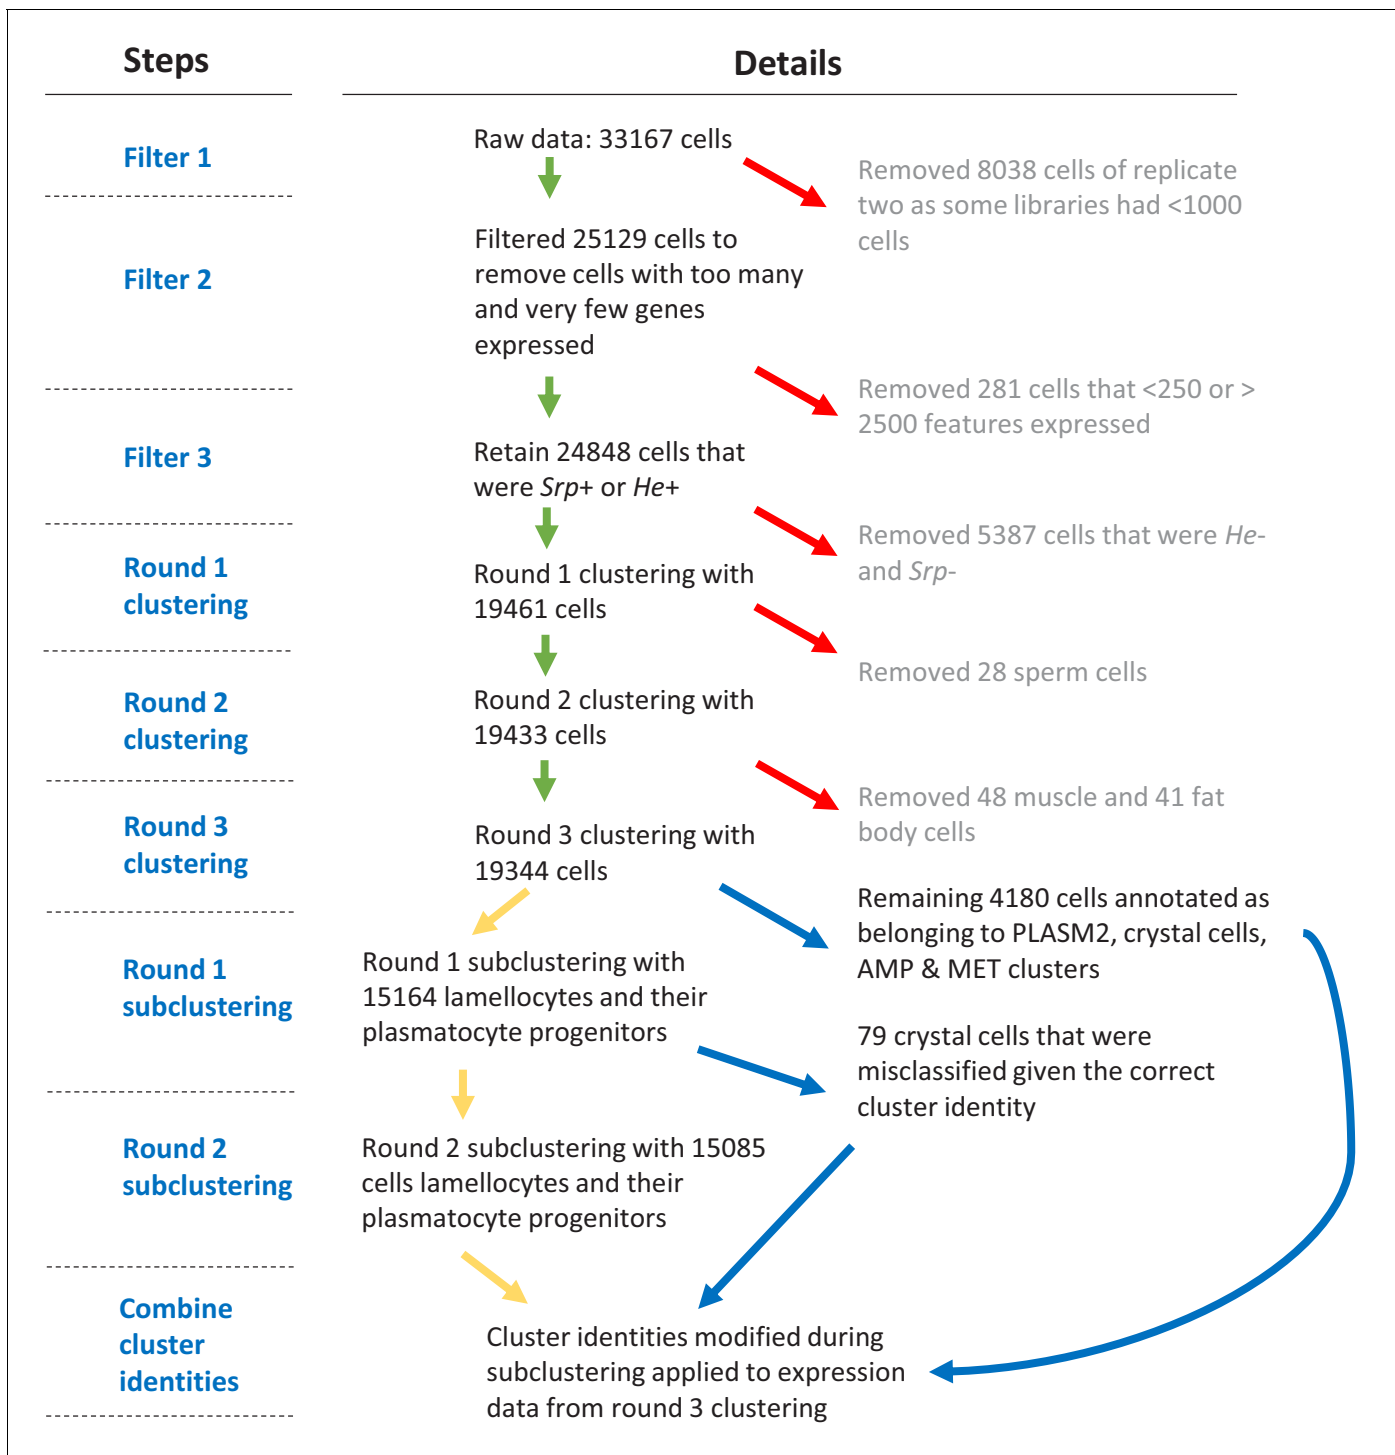 Steps
Details
Filter 1
Raw data: 33167 cells
Removed 8038 cells of replicate
two as some libraries had <1000
cells
Filter 2
Filtered 25129 cells to
remove cells with too many
and very few genes
expressed
Removed 281 cells that <250 or >
2500 features expressed
Filter 3
Retain 24848 cells that
were Srp+ or He+
Removed 5387 cells that were He-
and Srp-
Round 1
clustering
Round 1 clustering with
19461 cells
Removed 28 sperm cells
Round 2
clustering
Round 2 clustering with
19433 cells
Removed 48 muscle and 41 fat
body cells
Round 3
clustering
Round 3 clustering with
19344 cells
Remaining 4180 cells annotated as
belonging to PLASM2, crystal cells,
AMP & MET clusters
Round 1
subclustering
Round 1 subclustering with
15164 lamellocytes and their
plasmatocyte progenitors
79 crystal cells that were
misclassified given the correct
cluster identity
Round 2
subclustering
Round 2 subclustering with 15085
cells lamellocytes and their
plasmatocyte progenitors
Combine
cluster
identities
Cluster identities modified during
subclustering applied to expression
data from round 3 clustering